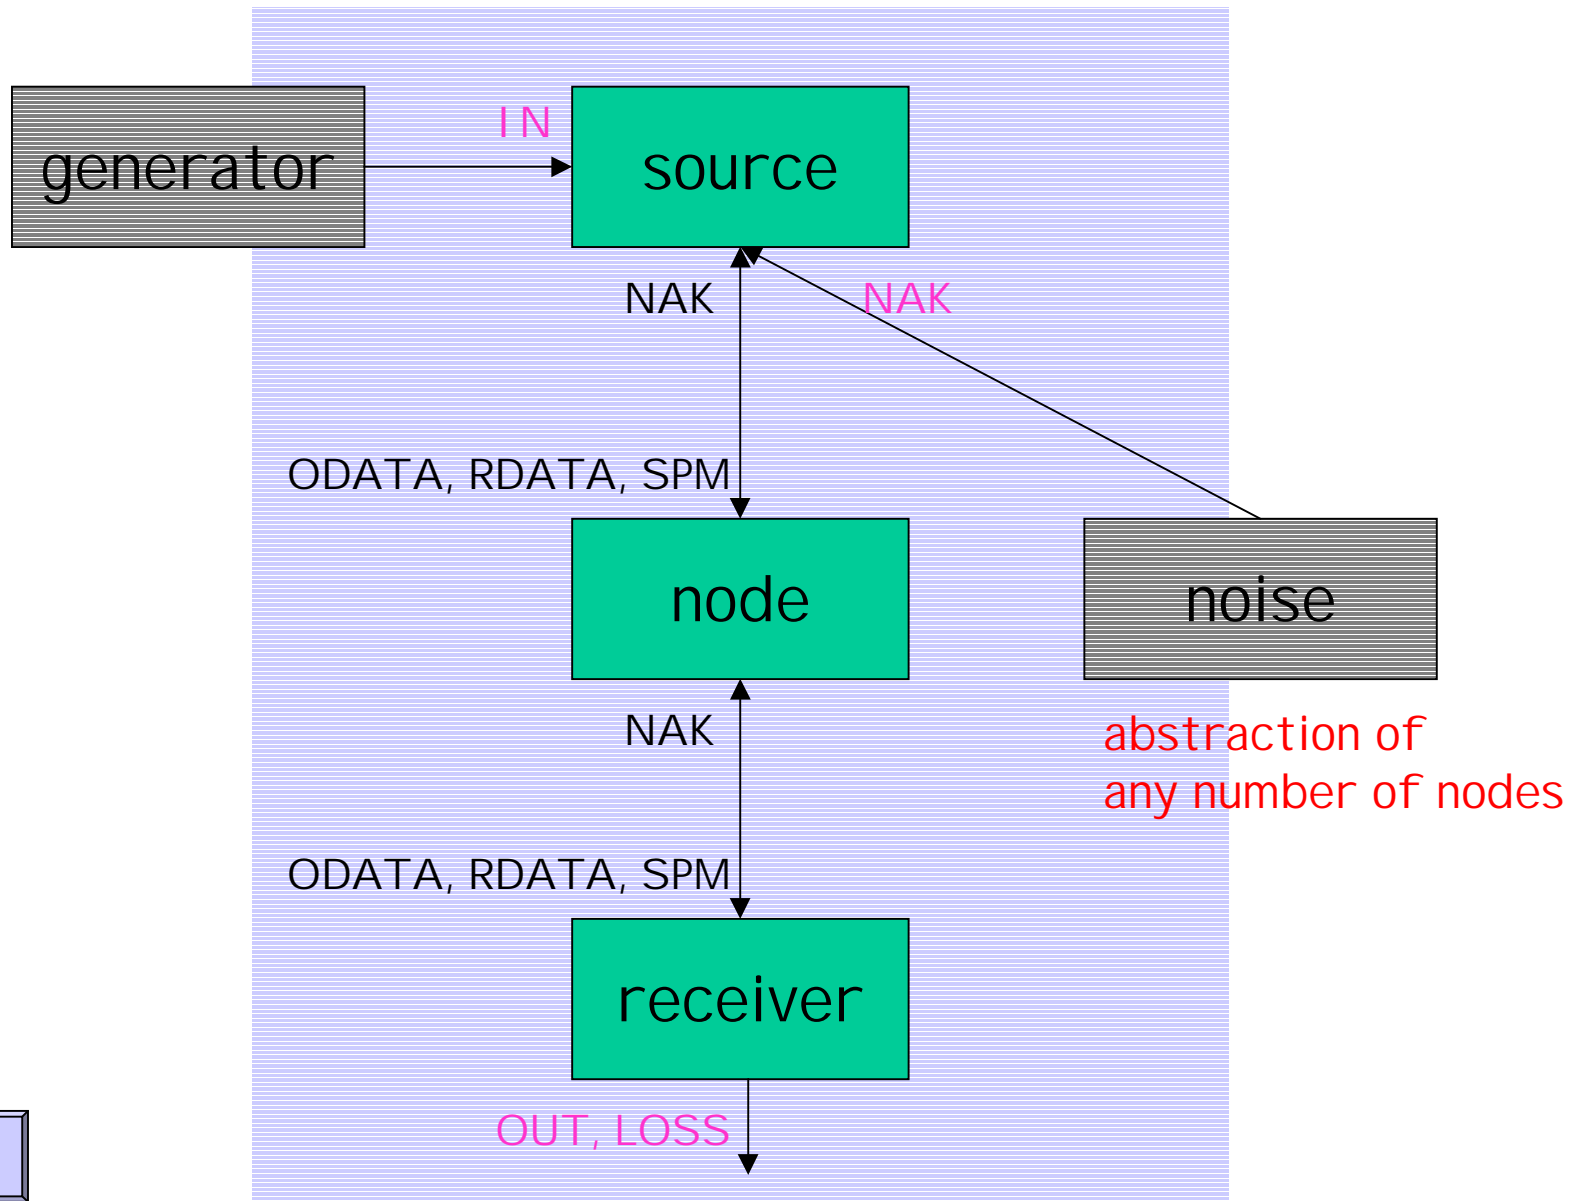 IN
generator
source
NAK
NAK
ODATA, RDATA, SPM
node
noise
NAK
abstraction of
any number of nodes
ODATA, RDATA, SPM
receiver
OUT, LOSS